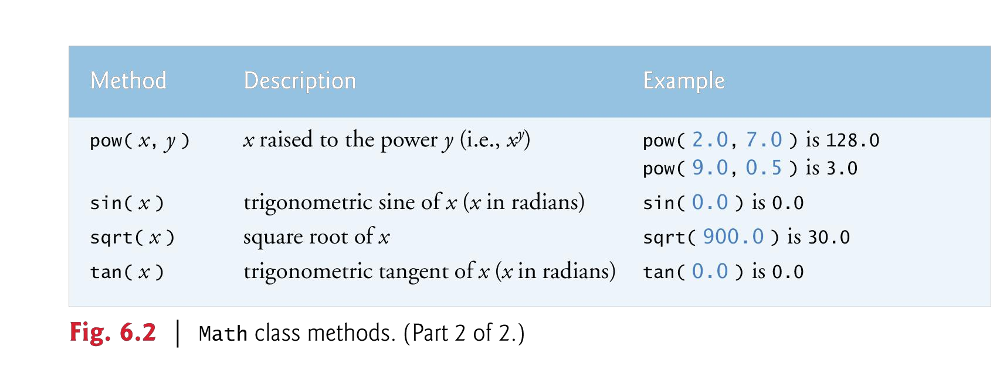 Method Description Example
pow( x, y ) x raised to the power y (i.e., xʸ) pow( 2.0, 7.0 ) is 128.0
pow( 9.0, 0.5 ) is 3.0
sin( x ) trigonometric sine of x (x in radians) sin( 0.0 ) is 0.0
sqrt( x ) square root of x sqrt( 900.0 ) is 30.0
tan( x ) trigonometric tangent of x (x in radians) tan( 0.0 ) is 0.0
Fig. 6.2 | Math class methods. (Part 2 of 2.)